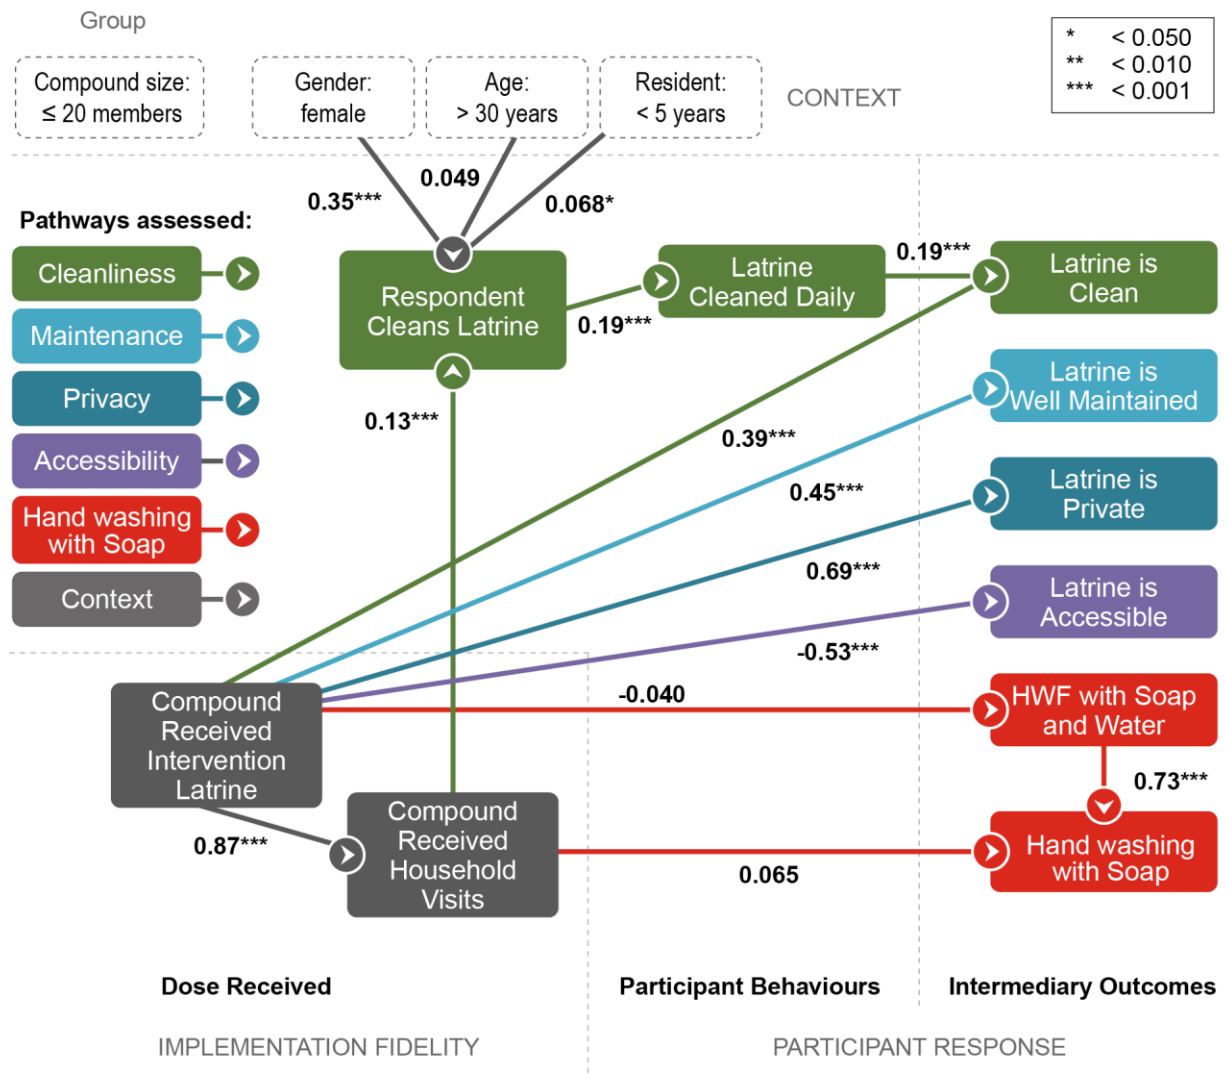 Group
* < 0.050
** < 0.010
*** < 0.001
Compound size:
≤ 20 members
Gender:
female
Age:
> 30 years
Resident:
< 5 years
CONTEXT
0.35***
0.049
0.068*
Pathways assessed:
Cleanliness
Maintenance
Privacy
Accessibility
Hand washing
with Soap
Context
Respondent
Cleans Latrine
0.19***
Latrine
Cleaned Daily
0.19***
Latrine is
Clean
0.13***
0.39***
Latrine is
Well Maintained
0.45***
Latrine is
Private
0.69***
Latrine is
Accessible
-0.53***
Compound
Received
Intervention
Latrine
-0.040
HWF with Soap
and Water
0.73***
0.87***
Compound
Received
Household
Visits
0.065
Hand washing
with Soap
Dose Received
Participant Behaviours
Intermediary Outcomes
IMPLEMENTATION FIDELITY
PARTICIPANT RESPONSE